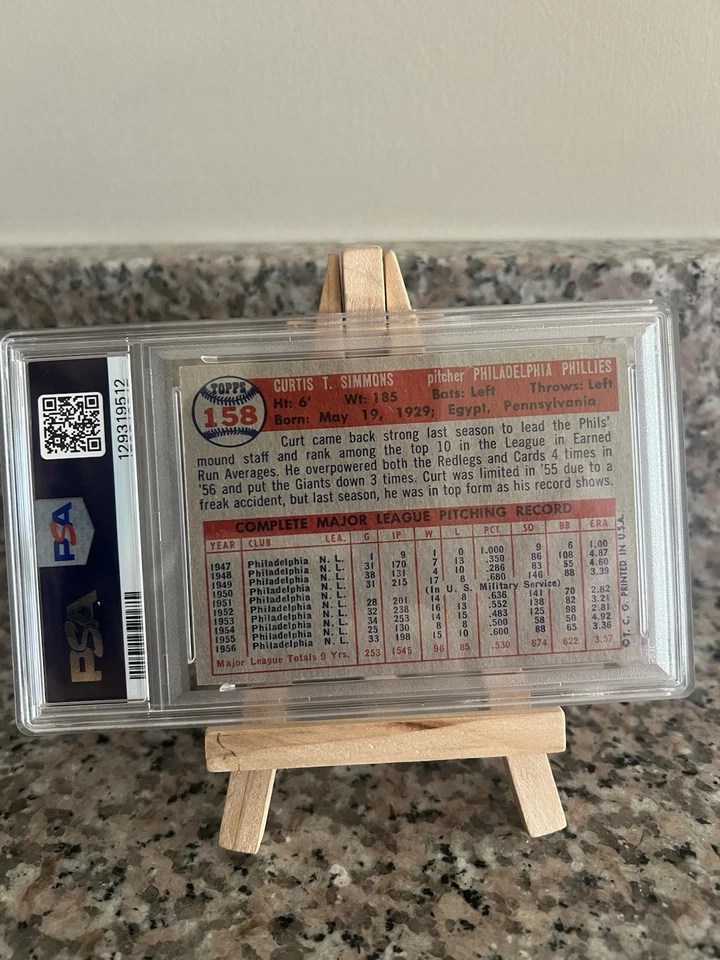 129319512
PSA
PSA
TOPPS
158
CURTIS T. SIMMONS pitcher PHILADELPHIA PHILLIES
Ht: 6' Wt: 185 Bats: Left Throws: Left
Born: May 19, 1929; Egypt, Pennsylvania
Curt came back strong last season to lead the Phils'
mound staff and rank among the top 10 in the League in Earned
Run Averages. He overpowered both the Redlegs and Cards 4 times in
'56 and put the Giants down 3 times. Curt was limited in '55 due to a
freak accident, but last season, he was in top form as his record shows.
COMPLETE MAJOR LEAGUE PITCHING RECORD
YEAR CLUB LEA. G IP W L PCT. SO BB ERA
1947 Philadelphia N. L. 1 9 1 0 1.000 9 6 1.00
1948 Philadelphia N. L. 31 170 7 13 .350 86 108 4.87
1949 Philadelphia N. L. 38 131 4 10 .286 83 55 4.60
1950 Philadelphia N. L. 31 215 17 8 .680 146 88 3.39
1951 Philadelphia N. L. (In U. S. Military Service)
1952 Philadelphia N. L. 28 201 14 8 .636 141 70 2.82
1953 Philadelphia N. L. 32 238 16 13 .552 138 82 3.21
1954 Philadelphia N. L. 34 253 14 15 .483 125 98 2.81
1955 Philadelphia N. L. 25 130 8 8 .500 58 50 4.92
1956 Philadelphia N. L. 33 198 15 10 .600 88 65 3.36
Major League Totals 9 Yrs. 253 1545 96 85 .530 874 622 3.57
© T. C. G. PRINTED IN U.S.A.